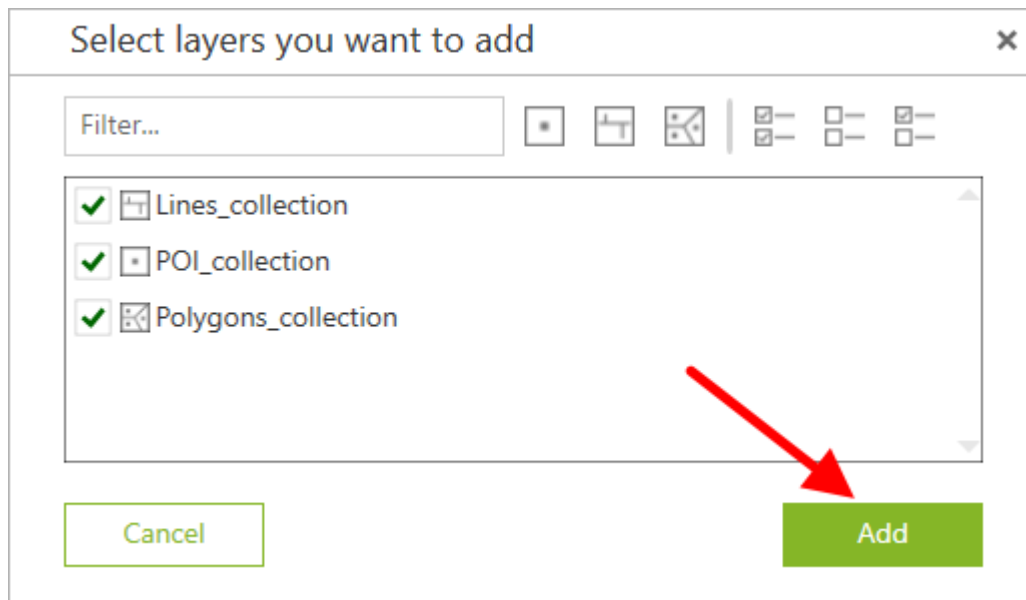 Select layers you want to add
Filter...
Lines_collection
POI_collection
Polygons_collection
Cancel
Add